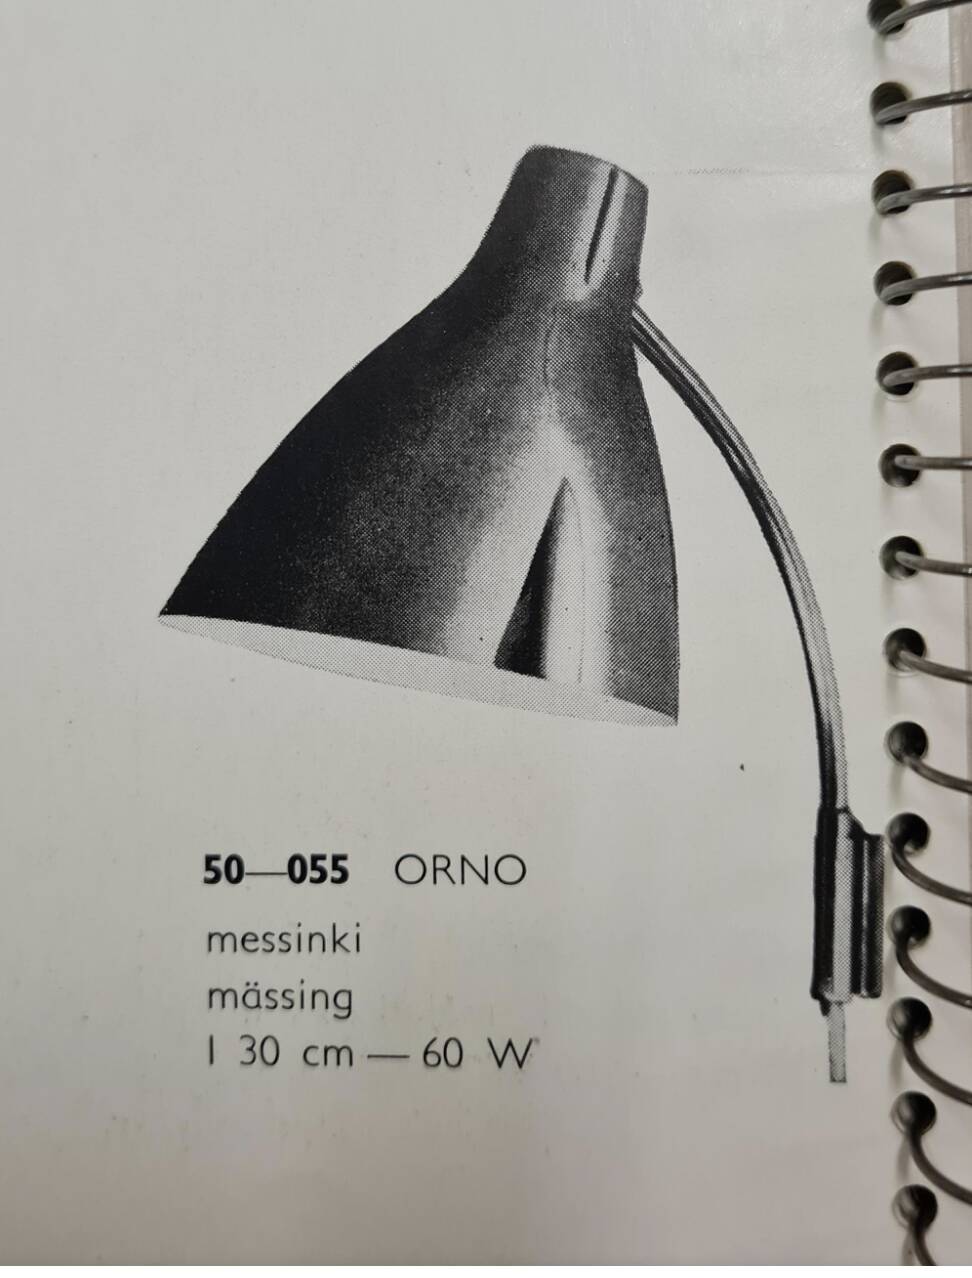 50—055 ORNO
messinki
mässing
l 30 cm — 60 W